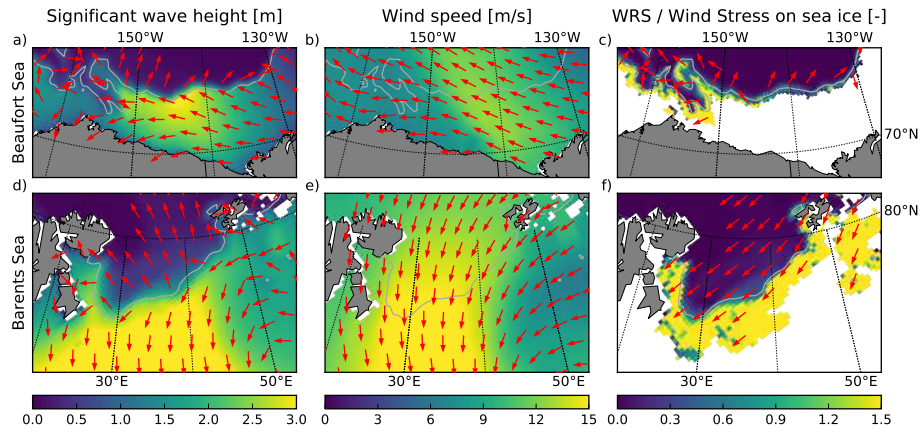 Significant wave height [m] Wind speed [m/s] WRS / Wind Stress on sea ice [-]
150°W 130°W 150°W 130°W 150°W 130°W
a) b) c)
Beaufort Sea
70°N
d) e) f)
Barents Sea
80°N
30°E 50°E 30°E 50°E 30°E 50°E
0.0 0.5 1.0 1.5 2.0 2.5 3.0 0 3 6 9 12 15 0.0 0.3 0.6 0.9 1.2 1.5